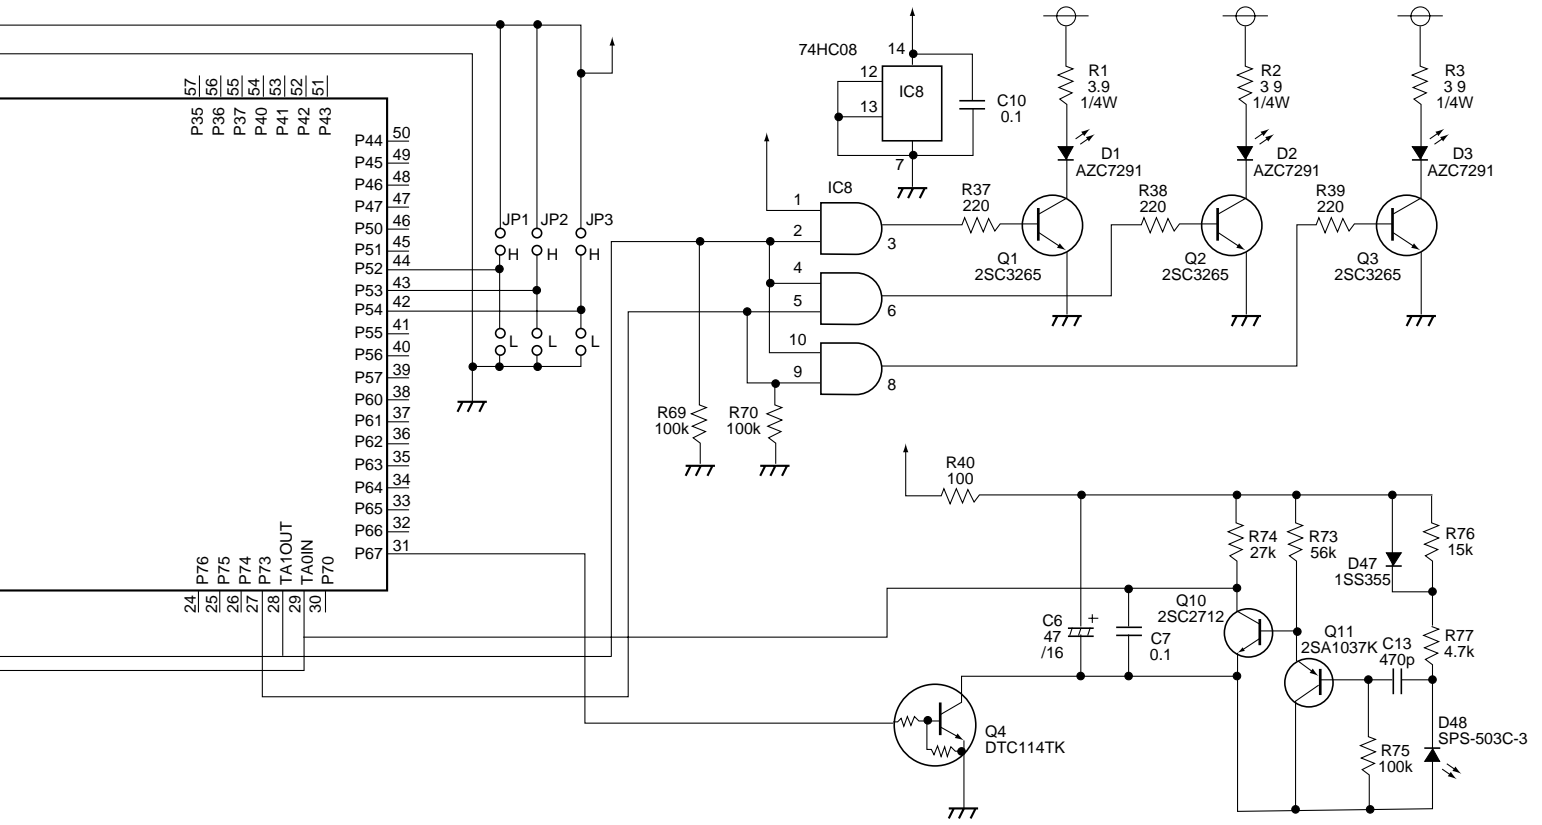 57
56
55
54
53
52
51
P35
P36
P37
P40
P41
P42
P43
P44 50
P45 49
P46 48
P47 47
P50 46
P51 45
P52 44
P53 43
P54 42
P55 41
P56 40
P57 39
P60 38
P61 37
P62 36
P63 35
P64 34
P65 33
P66 32
P67 31
P76
P75
P74
P73
TA1OUT
TA0IN
P70
24
25
26
27
28
29
30
JP1 JP2 JP3
H H H
L L L
74HC08
14
12
13
IC8
7
C10
0.1
IC8
1
2
3
4
5
6
10
9
8
R69
100k
R70
100k
R1
3.9
1/4W
R2
3 9
1/4W
R3
3 9
1/4W
D1
AZC7291
D2
AZC7291
D3
AZC7291
R37
220
R38
220
R39
220
Q1
2SC3265
Q2
2SC3265
Q3
2SC3265
R40
100
R74
27k
R73
56k
D47
1SS355
R76
15k
Q10
2SC2712
C6
47
/16
+
C7
0.1
Q11
2SA1037K
C13
470p
R77
4.7k
Q4
DTC114TK
R75
100k
D48
SPS-503C-3